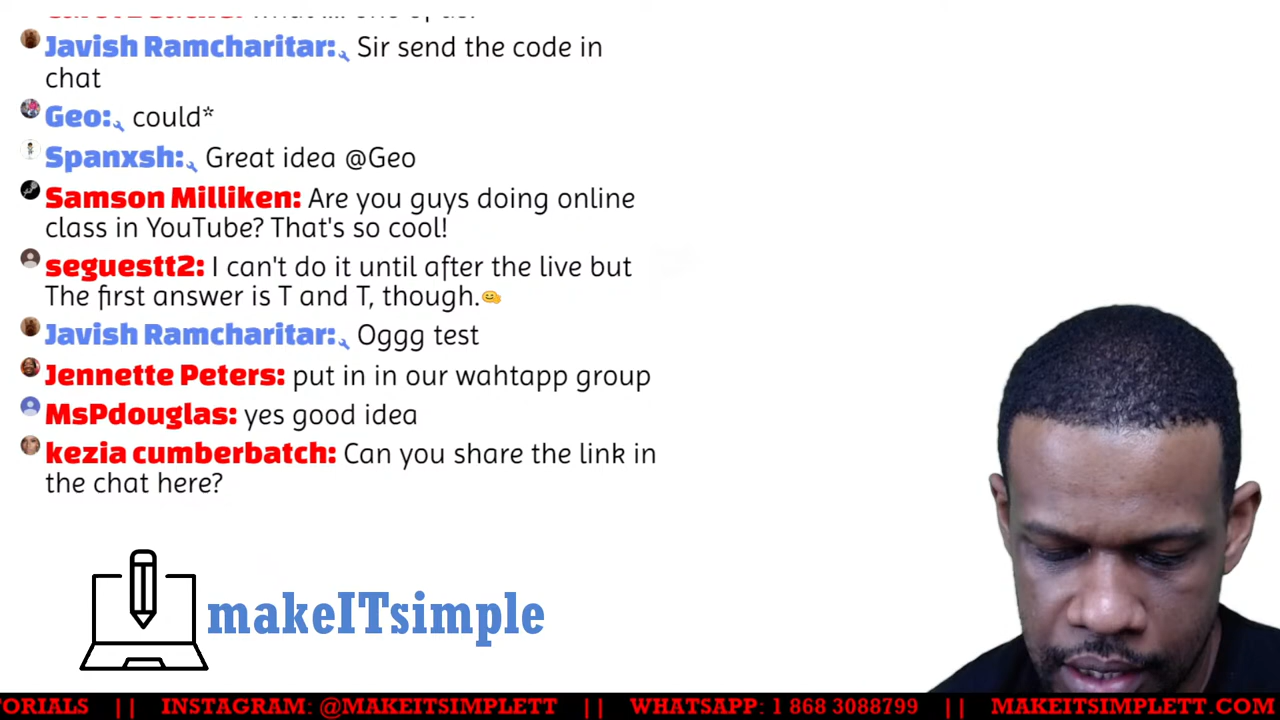 Javish Ramcharitar: Sir send the code in
chat
Geo: could*
Spanxsh: Great idea @Geo
Samson Milliken: Are you guys doing online
class in YouTube? That's so cool!
seguestt2: I can't do it until after the live but
The first answer is T and T, though.
Javish Ramcharitar: Oggg test
Jennette Peters: put in in our wahtapp group
MsPdouglas: yes good idea
kezia cumberbatch: Can you share the link in
the chat here?
makeITsimple
TORIALS || INSTAGRAM: @MAKEITSIMPLETT || WHATSAPP: 1 868 3088799 || MAKEITSIMPLETT.COM